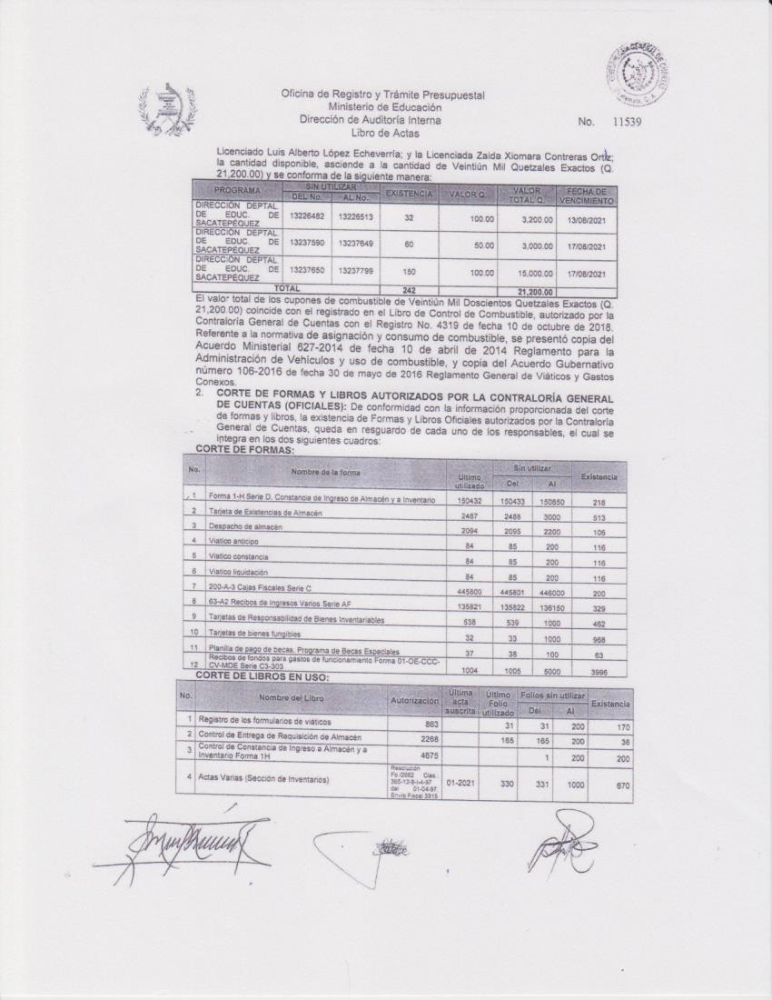 Oficina de Registro y Trámite Presupuestal
Ministerio de Educación
Dirección de Auditoría Interna
Libro de Actas
No. 11539
Licenciado Luis Alberto López Echeverría; y la Licenciada Zaida Xiomara Contreras Ortiz;
la cantidad disponible, asciende a la cantidad de Veintiún Mil Quetzales Exactos (Q.
21,200.00) y se conforma de la siguiente manera:
PROGRAMA SIN UTILIZAR EXISTENCIA VALOR Q. VALOR TOTAL Q. FECHA DE VENCIMIENTO
DEL No. AL No.
DIRECCIÓN DEPTAL
DE EDUC. DE
SACATEPÉQUEZ 13226482 13226513 32 100.00 3,200.00 13/08/2021
DIRECCIÓN DEPTAL
DE EDUC. DE
SACATEPÉQUEZ 13237590 13237649 60 50.00 3,000.00 17/08/2021
DIRECCIÓN DEPTAL
DE EDUC. DE
SACATEPÉQUEZ 13237650 13237799 150 100.00 15,000.00 17/08/2021
TOTAL 242 21,200.00
El valor total de los cupones de combustible de Veintiún Mil Doscientos Quetzales Exactos (Q.
21,200.00) coincide con el registrado en el Libro de Control de Combustible, autorizado por la
Contraloría General de Cuentas con el Registro No. 4319 de fecha 10 de octubre de 2018.
Referente a la normativa de asignación y consumo de combustible, se presentó copia del
Acuerdo Ministerial 627-2014 de fecha 10 de abril de 2014 Reglamento para la
Administración de Vehículos y uso de combustible, y copia del Acuerdo Gubernativo
número 106-2016 de fecha 30 de mayo de 2016 Reglamento General de Viáticos y Gastos
Conexos.
2. CORTE DE FORMAS Y LIBROS AUTORIZADOS POR LA CONTRALORÍA GENERAL
DE CUENTAS (OFICIALES): De conformidad con la información proporcionada del corte
de formas y libros, la existencia de Formas y Libros Oficiales autorizados por la Contraloría
General de Cuentas, queda en resguardo de cada uno de los responsables, el cual se
integra en los dos siguientes cuadros:
CORTE DE FORMAS:
No. Nombre de la forma Último utilizado Sin utilizar Existencia
Del Al
1 Forma 1-H Serie D, Constancia de Ingreso de Almacén y a Inventario 150432 150433 150650 218
2 Tarjeta de Existencias de Almacén 2487 2488 3000 513
3 Despacho de almacén 2094 2095 2200 106
4 Viatico anticipo 84 85 200 116
5 Viatico constancia 84 85 200 116
6 Viatico liquidación 84 85 200 116
7 200-A-3 Cajas Fiscales Serie C 445800 445801 446000 200
8 63-A2 Recibos de Ingresos Varios Serie AF 135821 135822 136150 329
9 Tarjetas de Responsabilidad de Bienes Inventariables 538 539 1000 462
10 Tarjetas de bienes fungibles 32 33 1000 968
11 Planilla de pago de becas, Programa de Becas Especiales 37 38 100 63
12 Recibos de fondos para gastos de funcionamiento Forma 01-OE-CCC-
CV-MDE Serie C3-303 1004 1005 5000 3996
CORTE DE LIBROS EN USO:
No. Nombre del Libro Autorización Última acta suscrita Último Folio utilizado Folios sin utilizar Existencia
Del Al
1 Registro de los formularios de viáticos 863 31 31 200 170
2 Control de Entrega de Requisición de Almacén 2268 165 165 200 36
3 Control de Constancia de Ingreso a Almacén y a
Inventario Forma 1H 4675 1 200 200
4 Actas Varias (Sección de Inventarios) 01-2021 330 331 1000 670
Resolución
Fo./2682 Clas.:
365-12-8-I-4-97
del 01-04-97
Envío Fiscal 3915